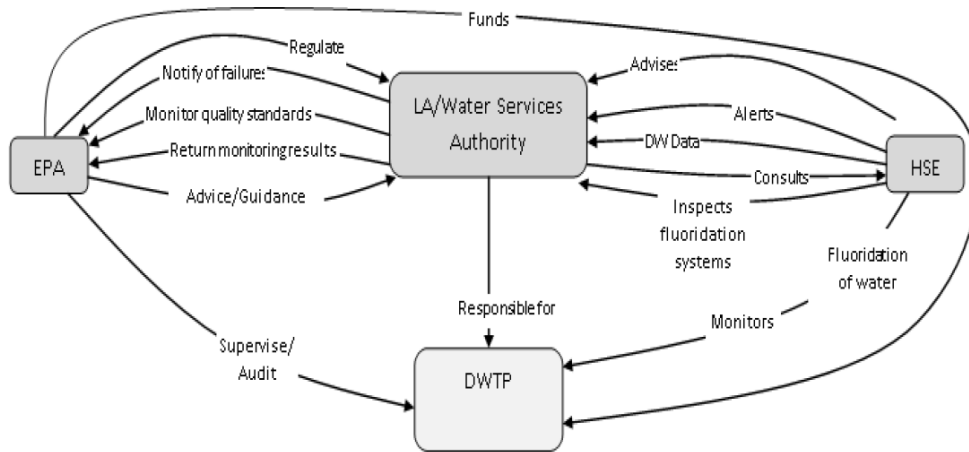 Funds
Regulate
Notify of failures
Monitor quality standards
Return monitoring results
Advice/Guidance
EPA
LA/Water Services
Authority
Advises
Alerts
DW Data
Consults
Inspects
fluoridation
systems
HSE
Fluoridation
of water
Monitors
Responsible for
Supervise/
Audit
DWTP